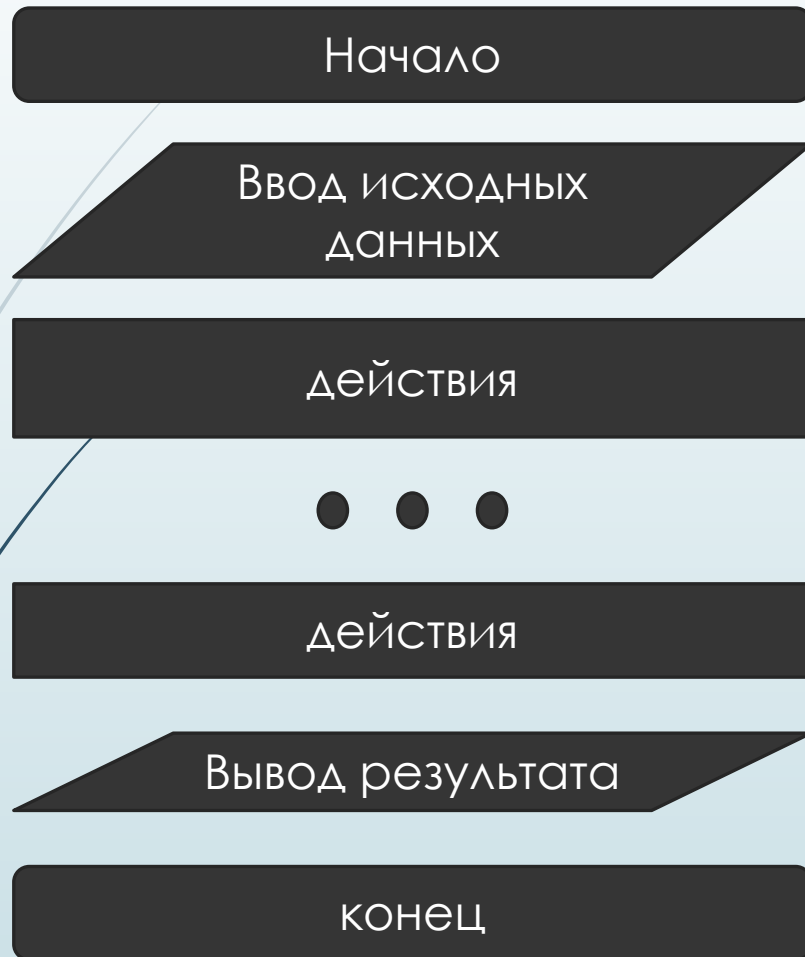 Начало
Ввод исходных
данных
действия
действия
Вывод результата
конец